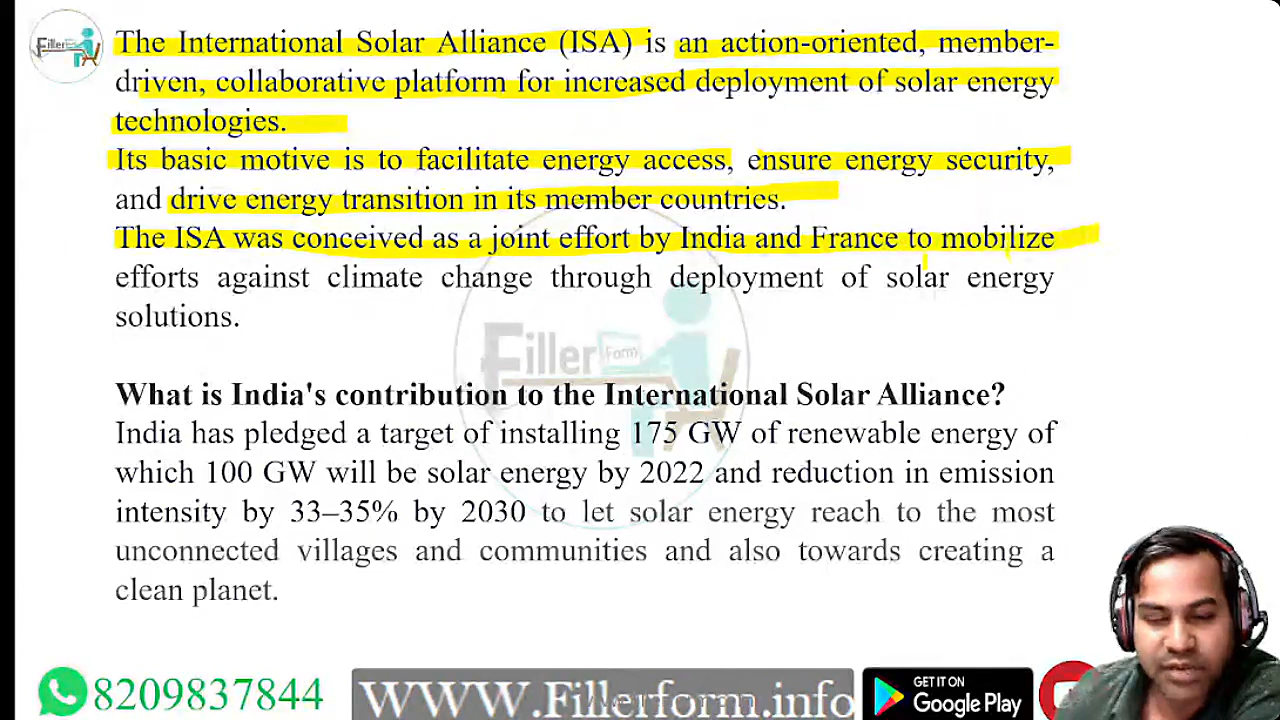 The International Solar Alliance (ISA) is an action-oriented, member-
driven, collaborative platform for increased deployment of solar energy
technologies.
Its basic motive is to facilitate energy access, ensure energy security,
and drive energy transition in its member countries.
The ISA was conceived as a joint effort by India and France to mobilize
efforts against climate change through deployment of solar energy
solutions.
What is India's contribution to the International Solar Alliance?
India has pledged a target of installing 175 GW of renewable energy of
which 100 GW will be solar energy by 2022 and reduction in emission
intensity by 33–35% by 2030 to let solar energy reach to the most
unconnected villages and communities and also towards creating a
clean planet.
Filler
Form
8209837844
WWW.Fillerform.info
GET IT ON
Google Play